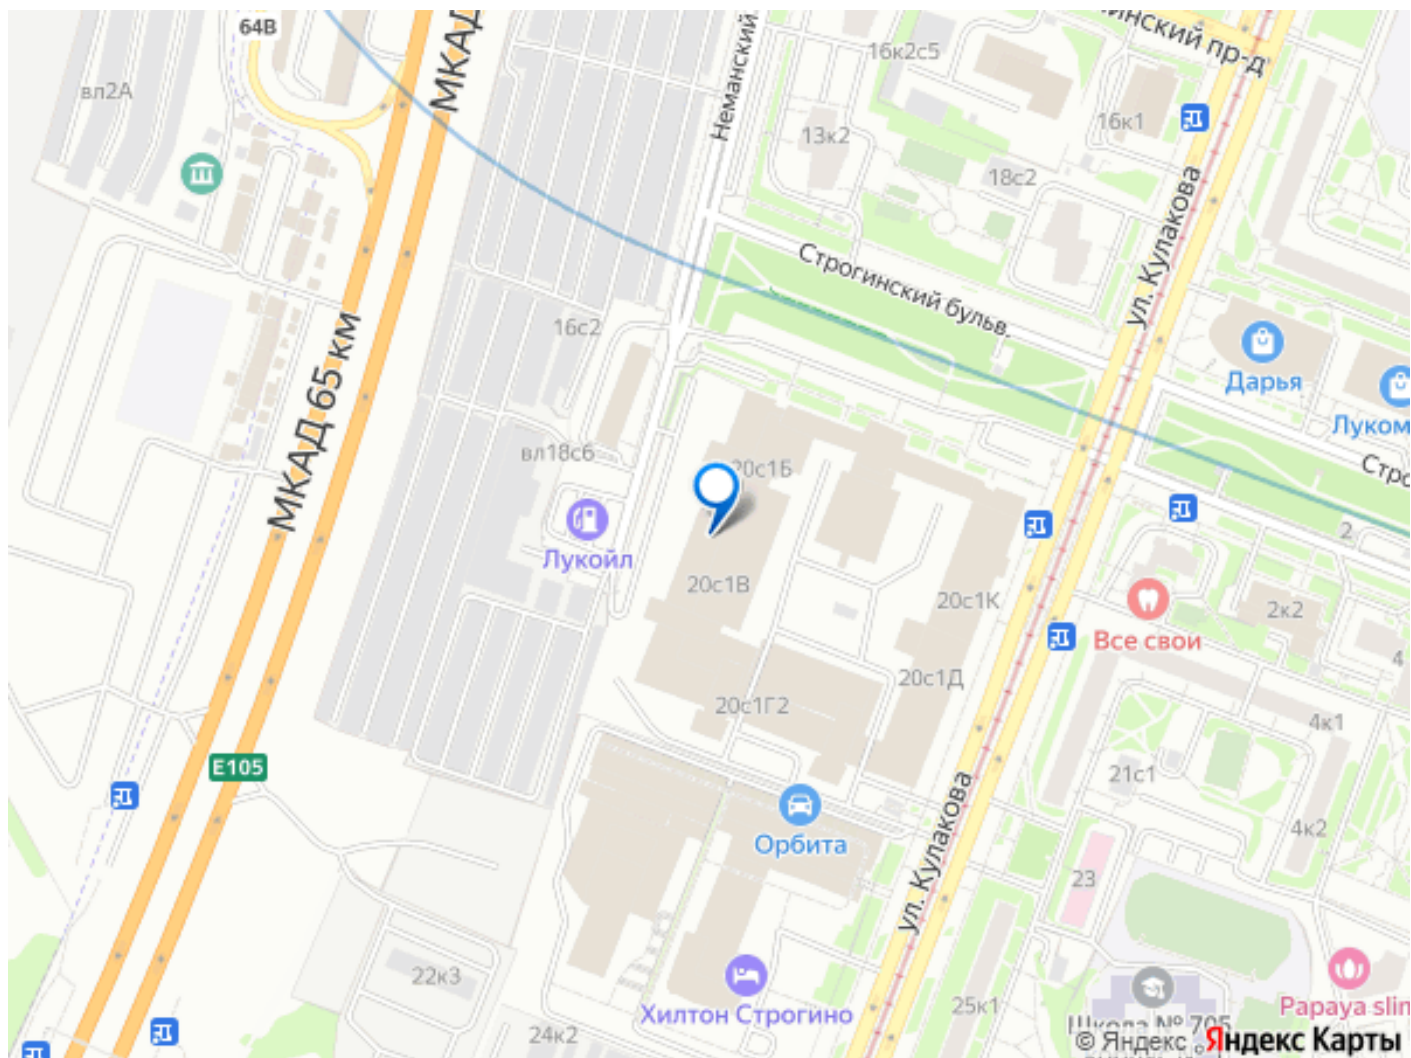 64В
МКАД
Неманский
16к2с5
инский пр-д
вл2А
13к2
16к1
18с2
ул. Кулакова
Строгинский бульв.
16с2
МКАД 65 км
Дарья
Луком
Стро
вл18с6
20с1Б
Лукойл
20с1В
20с1К
2
2к2
Все свои
4
20с1Д
20с1Г2
4к1
E105
21с1
4к2
Орбита
ул. Кулакова
23
22к3
Хилтон Строгино
25к1
24к2
Papaya slin
Школа № 705
© Яндекс Яндекс Карты